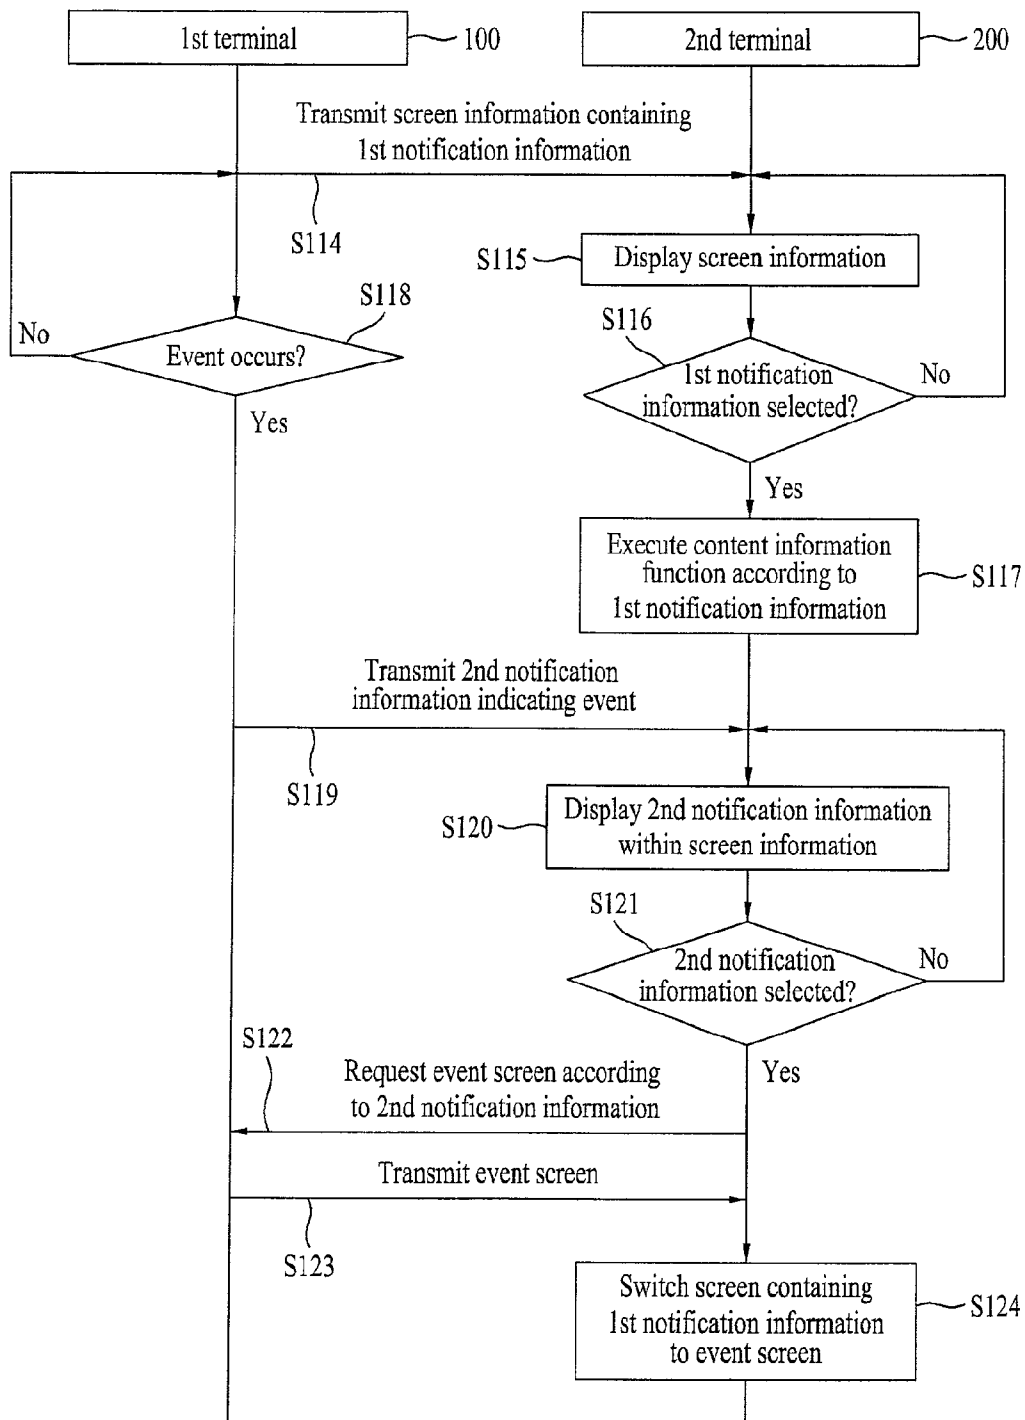 1st terminal
100
2nd terminal
200
Transmit screen information containing
1st notification information
S114
S115
Display screen information
S118
No
Event occurs?
Yes
S116
1st notification
information selected?
No
Yes
Execute content information
function according to
1st notification information
S117
Transmit 2nd notification
information indicating event
S119
S120
Display 2nd notification information
within screen information
S121
2nd notification
information selected?
No
Yes
S122
Request event screen according
to 2nd notification information
Transmit event screen
S123
Switch screen containing
1st notification information
to event screen
S124